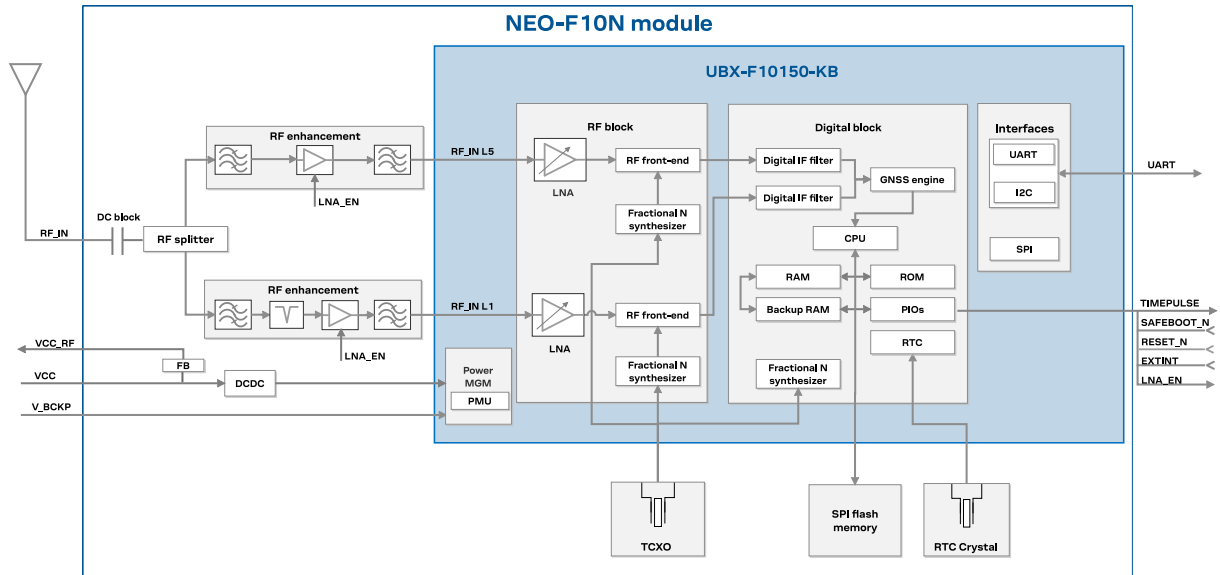 NEO-F10N module
UBX-F10150-KB
RF enhancement
LNA_EN
RF_IN L5
RF block
LNA
RF front-end
Fractional N
synthesizer
Digital block
Digital IF filter
Digital IF filter
GNSS engine
CPU
Interfaces
UART
I2C
SPI
UART
DC block
RF_IN
RF splitter
RF enhancement
LNA_EN
RF_IN L1
LNA
RF front-end
Fractional N
synthesizer
RAM
ROM
Backup RAM
PIOs
RTC
Fractional N
synthesizer
TIMEPULSE
SAFEBOOT_N
RESET_N
EXTINT
LNA_EN
VCC_RF
FB
VCC
DCDC
V_BCKP
Power
MGM
PMU
TCXO
SPI flash
memory
RTC Crystal